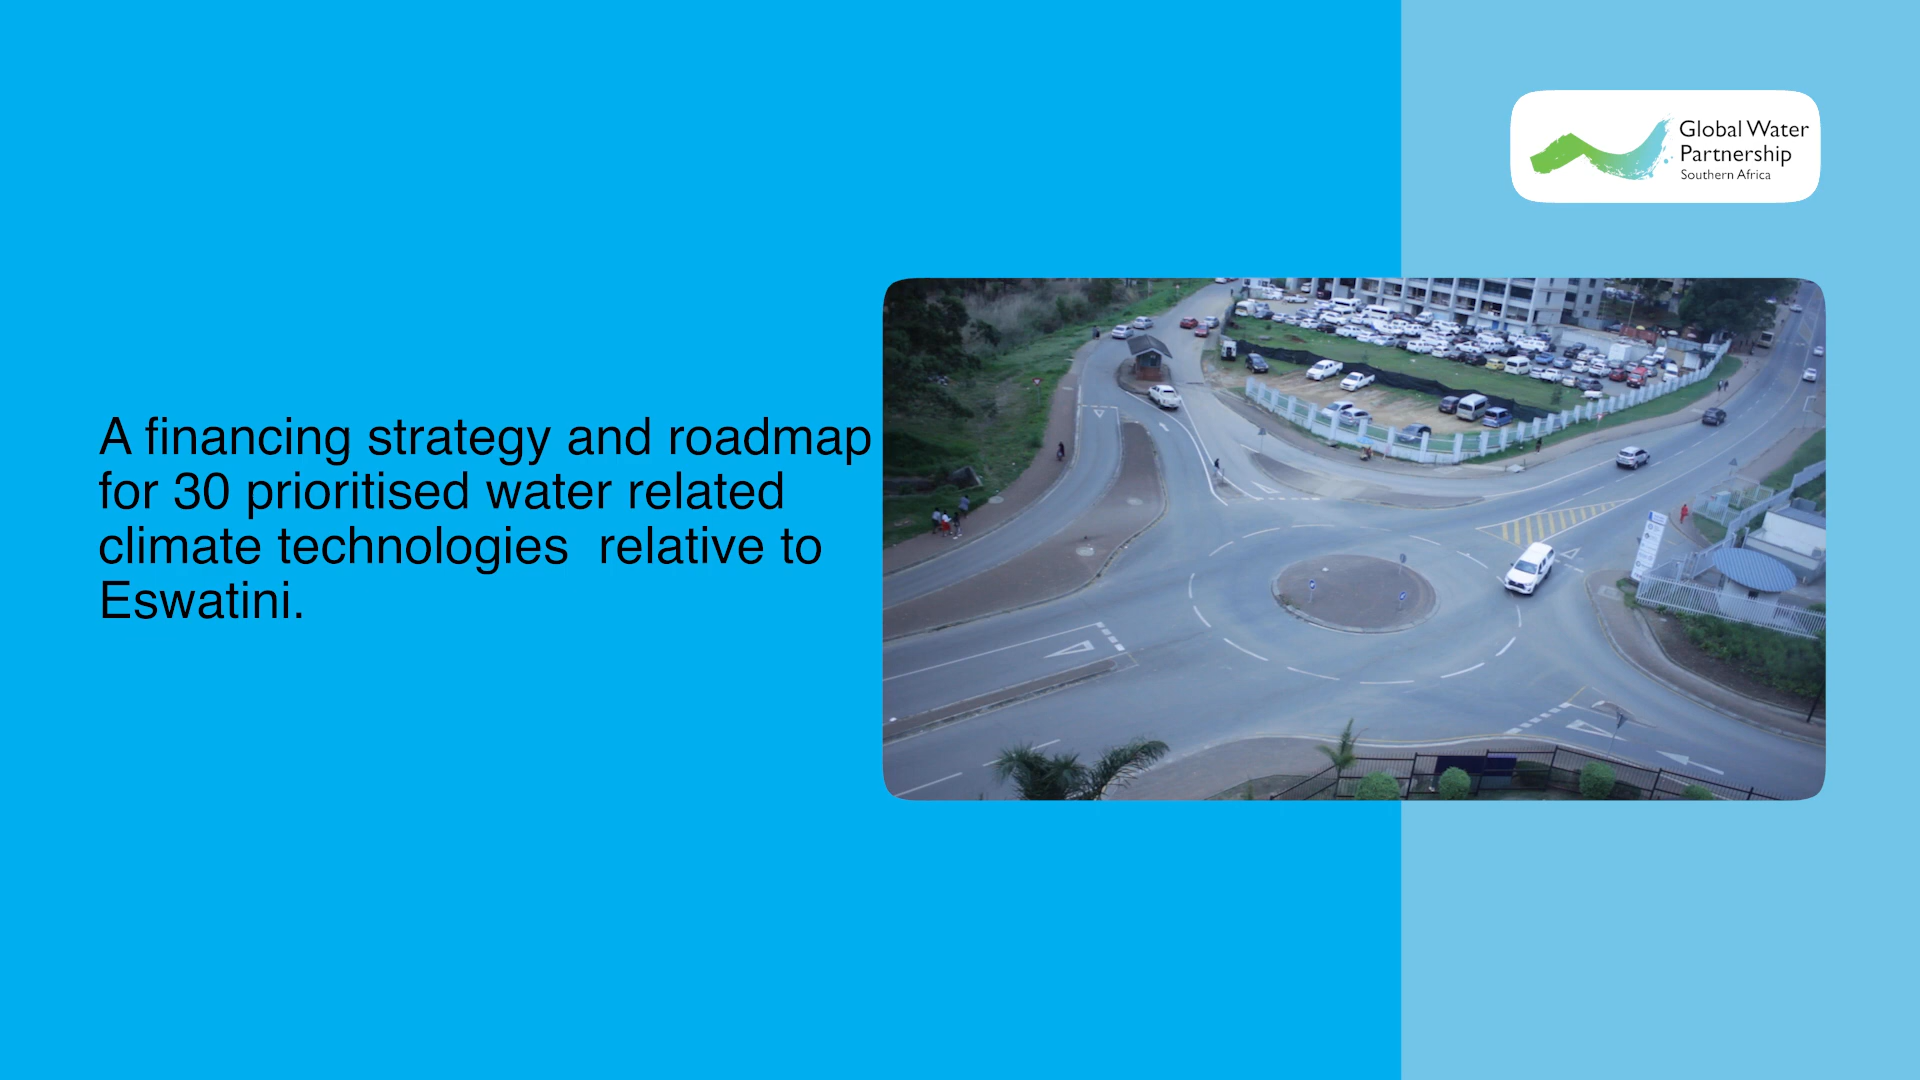 Global Water
Partnership
Southern Africa
A financing strategy and roadmap
for 30 prioritised water related
climate technologies  relative to
Eswatini.